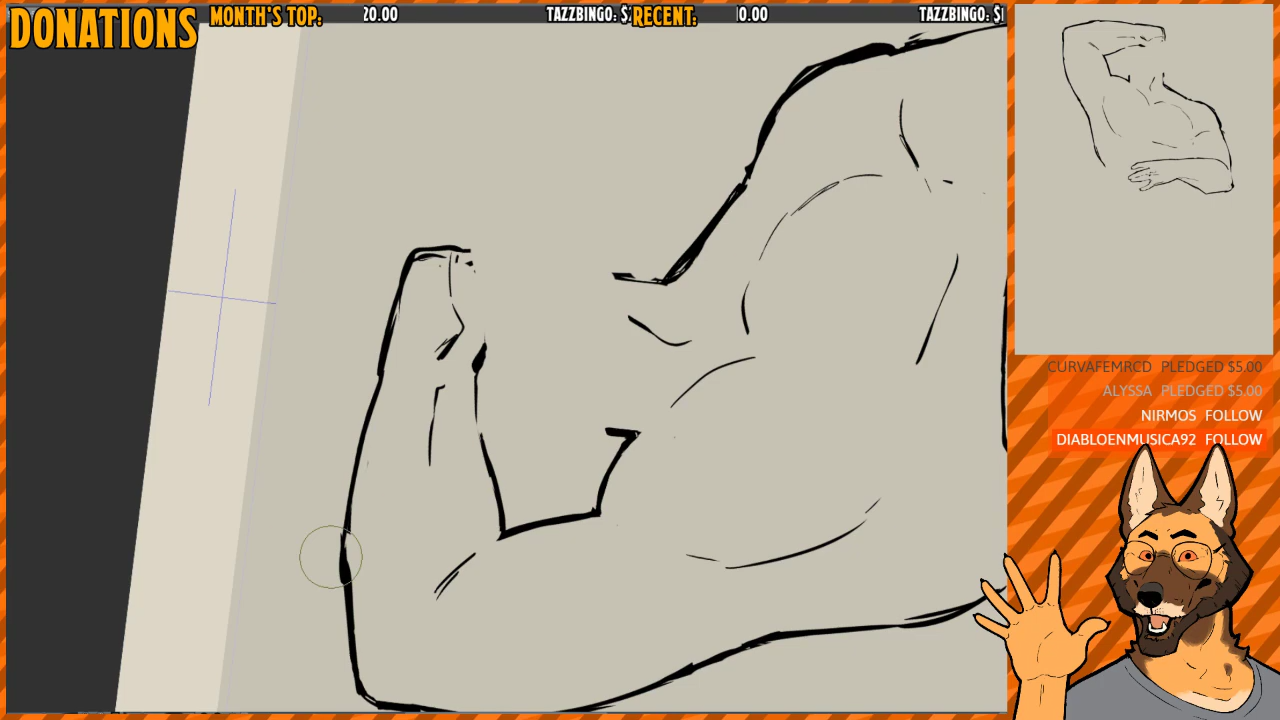 DONATIONS
MONTH'S TOP: 20.00 TAZZBINGO: $
RECENT: 0.00 TAZZBINGO: $
CURVAFEMRCD PLEDGED $5.00
ALYSSA PLEDGED $5.00
NIRMOS FOLLOW
DIABLOENMUSICA92 FOLLOW